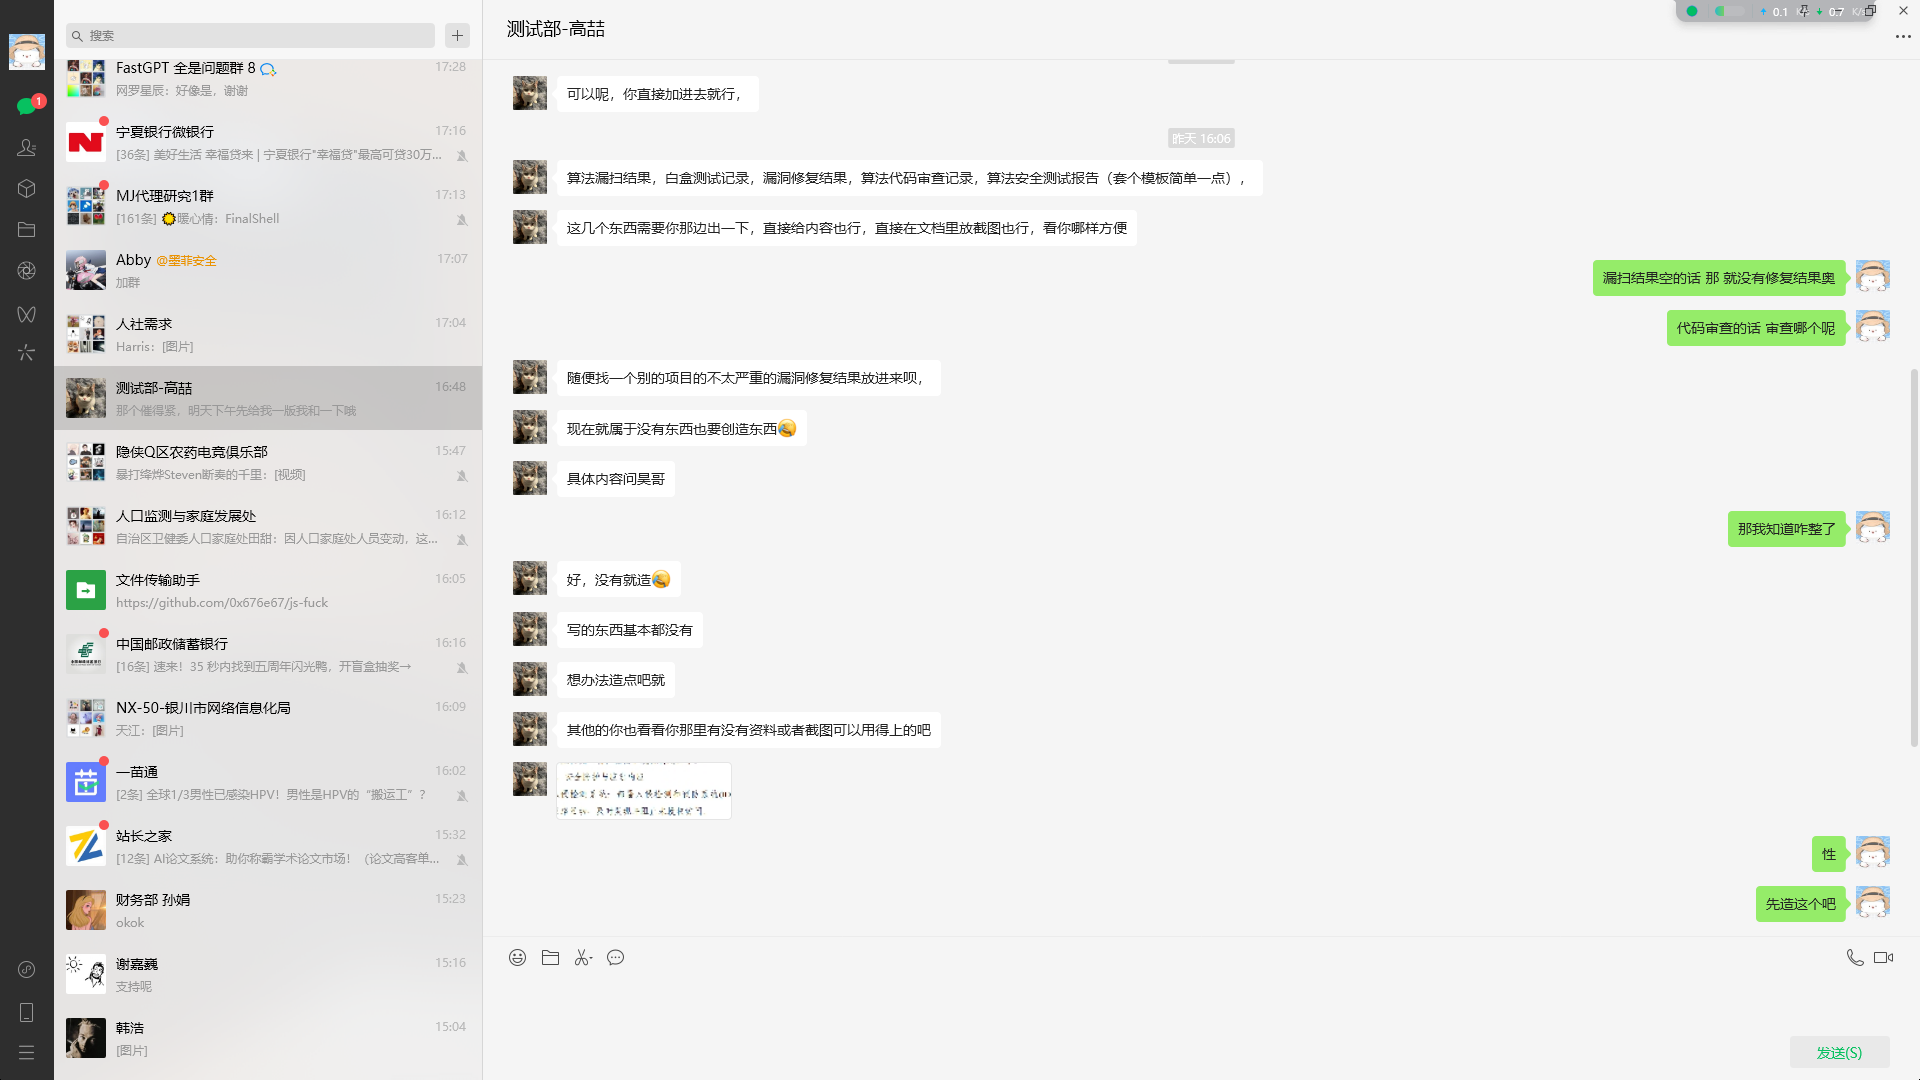 搜索
FastGPT 全是问题群 8
17:28
网罗星辰：好像是，谢谢
宁夏银行微银行
17:16
[36条] 美好生活 幸福贷来 | 宁夏银行"幸福贷"最高可贷30万...
MJ代理研究1群
17:13
[161条] 暖心情：FinalShell
Abby @墨菲安全
17:07
加群
人社需求
17:04
Harris：[图片]
测试部-高喆
16:48
那个催得紧，明天下午先给我一版我和一下哦
隐侠Q区农药电竞俱乐部
15:47
暴打绛烨Steven断奏的千里：[视频]
人口监测与家庭发展处
16:12
自治区卫健委人口家庭处田甜：因人口家庭处人员变动，这...
文件传输助手
16:05
https://github.com/0x676e67/js-fuck
中国邮政储蓄银行
16:16
[16条] 速来！35 秒内找到五周年闪光鸭，开盲盒抽奖→
NX-50-银川市网络信息化局
16:09
天江：[图片]
一苗通
16:02
[2条] 全球1/3男性已感染HPV！男性是HPV的“搬运工”？
站长之家
15:32
[12条] AI论文系统：助你称霸学术论文市场！（论文高客单...
财务部 孙娟
15:23
okok
谢嘉巍
15:16
支持呢
韩浩
15:04
[图片]
1
测试部-高喆
0.1
0.7
可以呢，你直接加进去就行，
昨天 16:06
算法漏扫结果，白盒测试记录，漏洞修复结果，算法代码审查记录，算法安全测试报告（套个模板简单一点），
这几个东西需要你那边出一下，直接给内容也行，直接在文档里放截图也行，看你哪样方便
漏扫结果空的话 那 就没有修复结果奥
代码审查的话 审查哪个呢
随便找一个别的项目的不太严重的漏洞修复结果放进来呗，
现在就属于没有东西也要创造东西
具体内容问昊哥
那我知道咋整了
好，没有就造
写的东西基本都没有
想办法造点吧就
其他的你也看看你那里有没有资料或者截图可以用得上的吧
性
先造这个吧
发送(S)